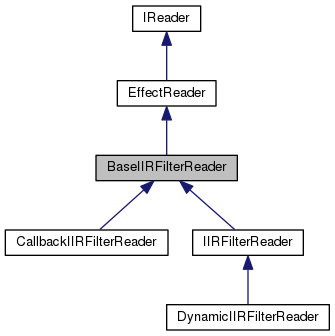 IReader
EffectReader
BaseIIRFilterReader
CallbackIIRFilterReader
IIRFilterReader
DynamicIIRFilterReader